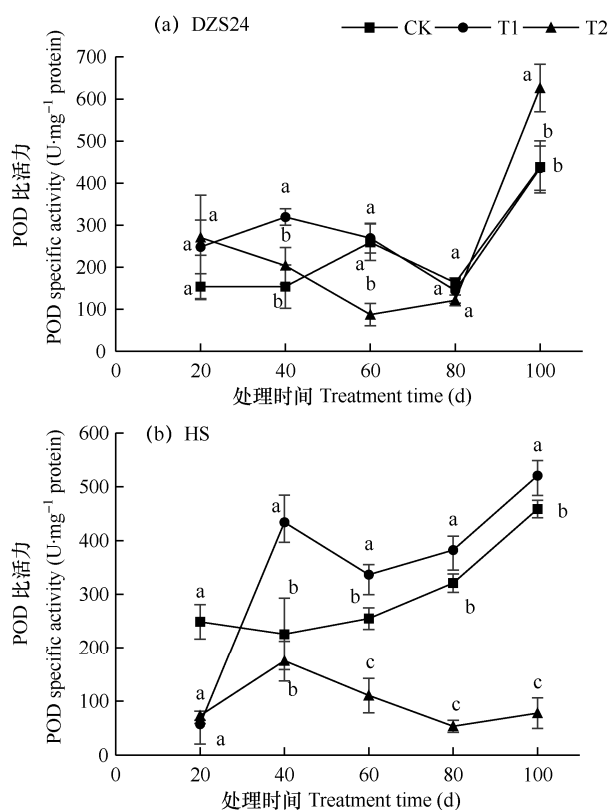 (a) DZS24
CK T1 T2
POD 比活力
POD specific activity (U·mg⁻¹ protein)
700
600
500
400
300
200
100
0
a
a
a
a
b
b
a
a
b
a
a
a
a
b
b
0 20 40 60 80 100
处理时间 Treatment time (d)
(b) HS
POD 比活力
POD specific activity (U·mg⁻¹ protein)
600
500
400
300
200
100
0
a
a
a
a
b
b
a
b
c
a
b
c
a
b
c
0 20 40 60 80 100
处理时间 Treatment time (d)